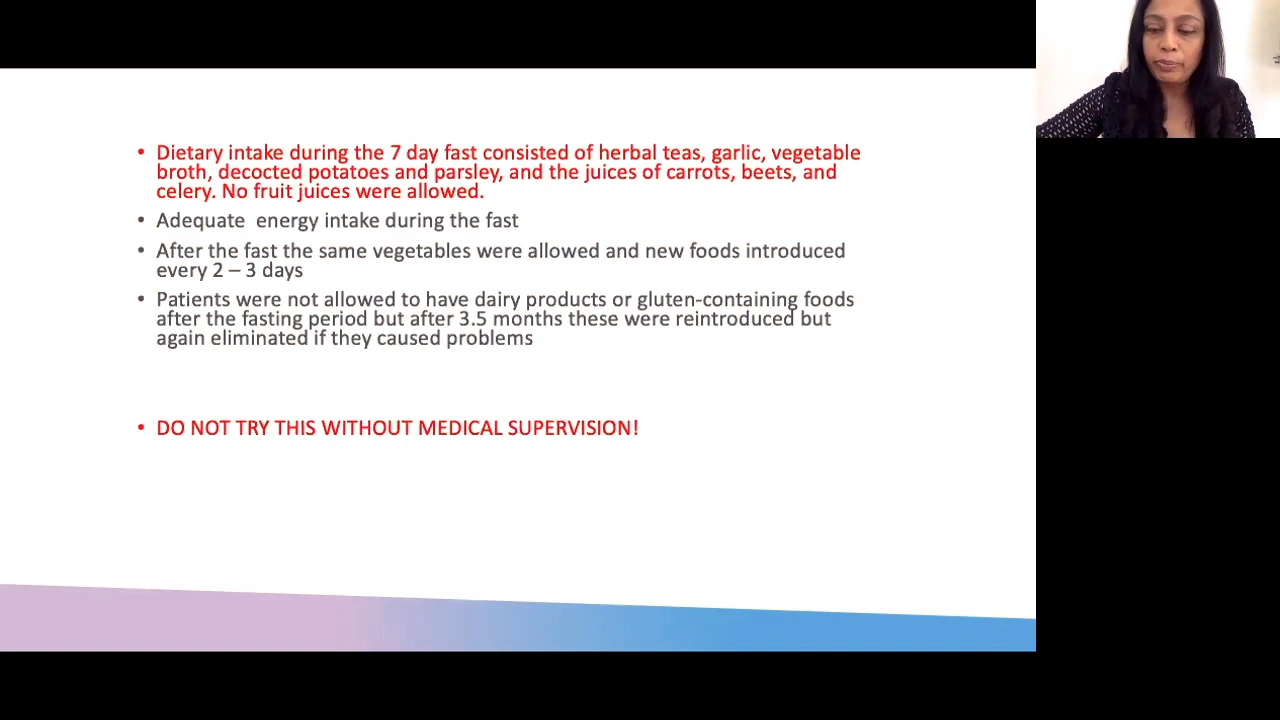 • Dietary intake during the 7 day fast consisted of herbal teas, garlic, vegetable
broth, decocted potatoes and parsley, and the juices of carrots, beets, and
celery. No fruit juices were allowed.
• Adequate  energy intake during the fast
• After the fast the same vegetables were allowed and new foods introduced
every 2 – 3 days
• Patients were not allowed to have dairy products or gluten-containing foods
after the fasting period but after 3.5 months these were reintroduced but
again eliminated if they caused problems
• DO NOT TRY THIS WITHOUT MEDICAL SUPERVISION!